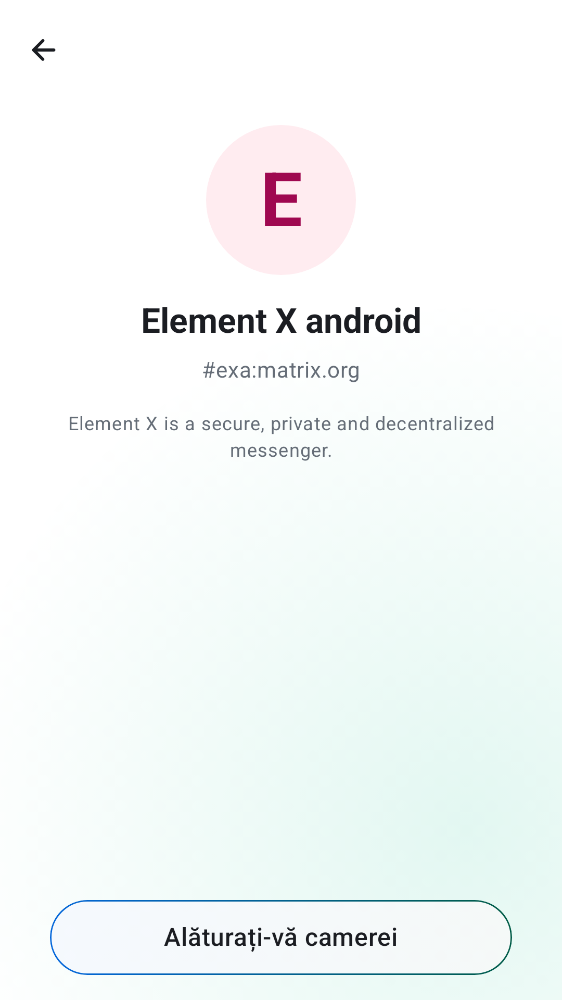 E
Element X android
#exa:matrix.org
Element X is a secure, private and decentralized
messenger.
Alăturați-vă camerei